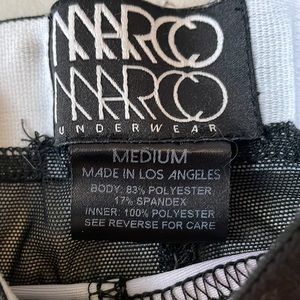 MARCO
MARCO
UNDERWEAR
MEDIUM
MADE IN LOS ANGELES
BODY: 83% POLYESTER
17% SPANDEX
INNER: 100% POLYESTER
SEE REVERSE FOR CARE